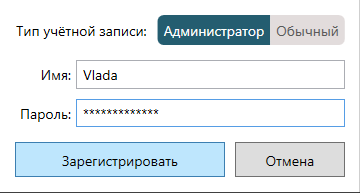 Тип учётной записи: Администратор Обычный
Имя: Vlada
Пароль: *************
Зарегистрировать Отмена